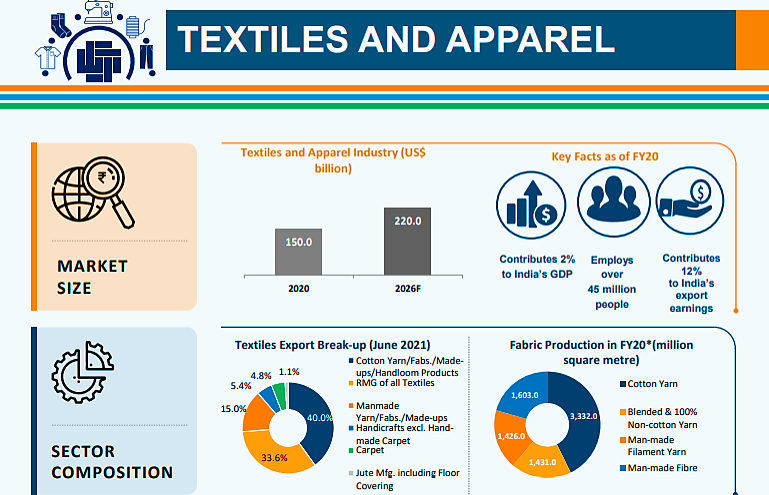 TEXTILES AND APPAREL
MARKET
SIZE
Textiles and Apparel Industry (US$
billion)
150.0
220.0
2020
2026F
Key Facts as of FY20
Contributes 2%
to India's GDP
Employs
over
45 million
people
Contributes
12%
to India's
export
earnings
SECTOR
COMPOSITION
Textiles Export Break-up (June 2021)
1.1%
4.8%
5.4%
15.0%
40.0%
33.6%
Cotton Yarn/Fabs./Made-
ups/Handloom Products
RMG of all Textiles
Manmade
Yarn/Fabs./Made-ups
Handicrafts excl. Hand-
made Carpet
Carpet
Jute Mfg. including Floor
Covering
Fabric Production in FY20*(million
square metre)
1,603.0
3,332.0
1,426.0
1,431.0
Cotton Yarn
Blended & 100%
Non-cotton Yarn
Man-made
Filament Yarn
Man-made Fibre